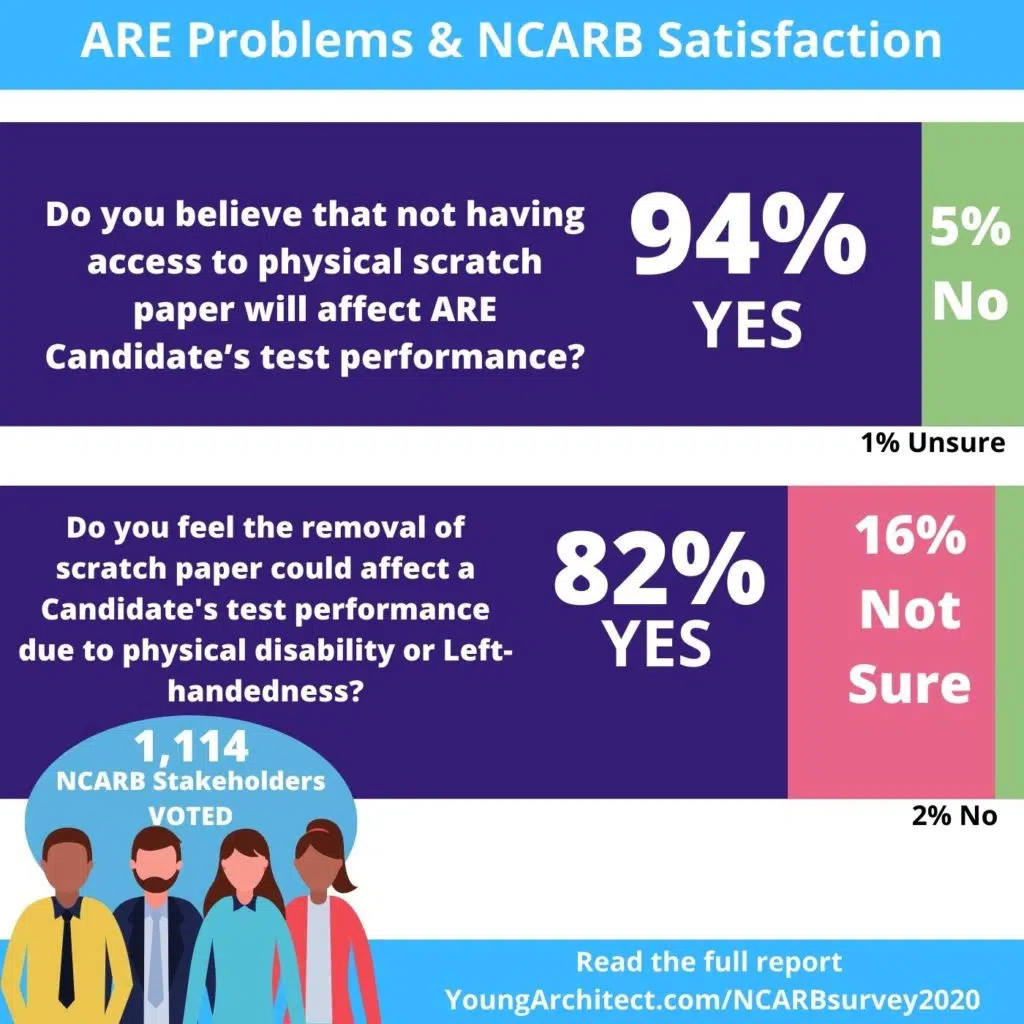 ARE Problems & NCARB Satisfaction
Do you believe that not having
access to physical scratch
paper will affect ARE
Candidate’s test performance?
94%
YES
5%
No
1% Unsure
Do you feel the removal of
scratch paper could affect a
Candidate's test performance
due to physical disability or Left-
handedness?
82%
YES
16%
Not
Sure
2% No
1,114
NCARB Stakeholders
VOTED
Read the full report
YoungArchitect.com/NCARBsurvey2020